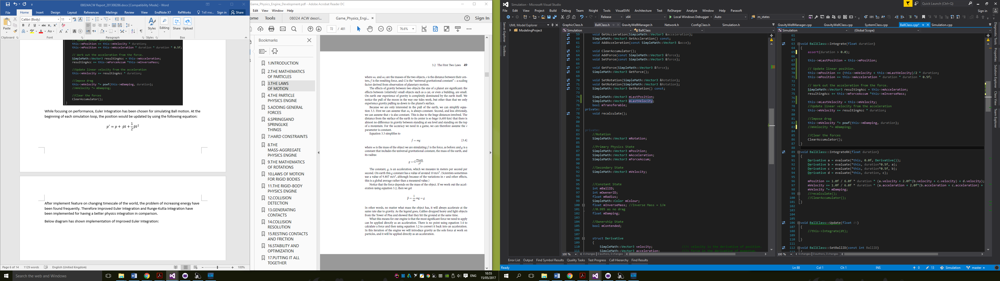 08024ACW Report_201308286.docx [Compatibility Mode] - Word
File Home Insert Design Layout References Mailings Review View EndNote X7 RefWorks Tell me... Sign in Share
Calibri (Body) 11
Paste
Styles Editing Share Upload
Clipboard Font Paragraph Styles Box
// Update linear position.
this->mPosition += this->mVelocity * duration;
this->mPosition += this->mAcceleration * duration * duration * 0.5f;
// Work out the acceleration from the force.
SimpleMath::Vector3 resultingAcc = this->mAcceleration;
resultingAcc += this->mForceAccum *this->mInverseMass;
//Update linear velocity from the acceleration
this->mVelocity += resultingAcc * duration;
//Impose drag
this->mVelocity *= powf(this->mDamping, duration);
//mVelocity *= mDamping;
//Clear the forces
ClearAccumulator();
}
While focusing on performance, Euler Integration has been chosen for simulating Ball motion. At the
beginning of each simulation loop, the position would be updated by using the following equation:
p′ = p + ṗt + 1/2 p̈t²
After implement feature on changing timescale of the world, the problem of increasing energy have
been found frequently. Therefore Improved Euler Integration and Runge-Kutta Integration have
been implemented for having a better physics integration in comparison.
Below diagram has shown implementation of Improved Euler Integration:
Page 6 of 14 1129 words English (United Kingdom) 100%
Search the web and Windows
Game_Physics_Engine_Development.pdf - Adobe Acrobat Reader DC
Edit View Window Help
ome Tools 08024 ACW descri... Game_Physics_Engi... × Sign In
72 / 481 76.6%
Bookmarks
1.INTRODUCTION
2.THE MATHEMATICS
OF PARTICLES
3.THE LAWS
OF MOTION
4.THE PARTICLE
PHYSICS ENGINE
5.ADDING GENERAL
FORCES
6.SPRINGSAND
SPRINGLIKE
THINGS
7.HARD CONSTRAINTS
8.THE
MASS-AGGREGATE
PHYSICS ENGINE
9.THE MATHEMATICS
OF ROTATIONS
10.LAWS OF MOTION
FOR RIGID BODIES
11.THE RIGID-BODY
PHYSICS ENGINE
12.COLLISION
DETECTION
13.GENERATING
CONTACTS
14.COLLISION
RESOLUTION
15.RESTING CONTACTS
AND FRICTION
16.STABILITY AND
OPTIMIZATION
17.PUTTING IT ALL
TOGETHER
3.2 The First Two Laws 49
where m1 and m2 are the masses of the two objects, r is the distance between their cen-
ters, f is the resulting force, and G is the “universal gravitational constant”—a scaling
factor derived from observation of planetary motion.
The effects of gravity between two objects the size of a planet are significant; the
effects between (relatively) small objects such as a car, or even a building, are small.
On earth our experience of gravity is completely dominated by the earth itself. We
notice the pull of the moon in the way our tides work, but other than that we only
experience gravity pulling us down to the planet’s surface.
Because we are only interested in the pull of the earth, we can simplify equa-
tion 3.3. First we can assume that m1 is always constant. Second, and less obviously,
we can assume that r is also constant. This is due to the huge distances involved. The
distance from the surface of the earth to its center is so huge (6,400 km) that there is
almost no difference in gravity between standing at sea level and standing on the top
of a mountain. For the accuracy we need in a game, we can therefore assume the r
parameter is constant.
Equation 3.3 simplifies to
f = mg [3.4]
where m is the mass of the object we are simulating; f is the force, as before; and g is a
constant that includes the universal gravitational constant, the mass of the earth, and
its radius:
g = G mearth/r²
The constant, g, is an acceleration, which we measure in meters per second per
second. On earth this g constant has a value of around 10 m/s². (Scientists sometimes
use a value of 9.807 m/s², although because of the variations in r and other effects,
this is a global average rather than a measured value.)
Notice that the force depends on the mass of the object. If we work out the accel-
eration using equation 3.2, then we get
p̈ = 1/m mg = g
In other words, no matter what mass the object has, it will always accelerate at the
same rate due to gravity. As the legend goes, Galileo dropped heavy and light objects
from the Tower of Pisa and showed that they hit the ground at the same time.
What this means for our engine is that the most significant force we need to apply
can be applied directly as an acceleration. There is no point using equation 3.4 to
calculate a force and then using equation 3.2 to convert it back into an acceleration.
In this iteration of the engine we will introduce gravity as the sole force at work on
particles, and it will be applied directly as an acceleration.
ENG 10:55
15/05/2017
Simulation - Microsoft Visual Studio
Quick Launch (Ctrl+Q)
File Edit View Project Build Debug Team Nsight Tools VisualSVN Architecture Test ReSharper Analyze Window Help Parasoft Sign in
Release x64 Local Windows Debugger Auto m_states
UML Model Explorer
ModelingProject
Server Explorer
Toolbox
GraphicClass.h BallClass.h GravityWellManager.h Network.h ConfigClass.h Simulation.h
Simulation BallClass
59 void GetAccleration(SimpleMath::Vector3 &acceleration);
60 SimpleMath::Vector3 GetAccleration() const;
61 void AddAcceleration(const SimpleMath::Vector3 &acce);
62
63 void ClearAccumulator();
64 void AddForce(const SimpleMath::Vector3 &force);
65 void SetForce(const SimpleMath::Vector3 &force);
66
67 void GetForce(SimpleMath::Vector3 &force);
68 SimpleMath::Vector3 GetForce();
69
70 void SetRotation(SimpleMath::Vector3 &Rotation);
71 void GetRotation(SimpleMath::Vector3 &Rotation);
72 SimpleMath::Vector3 GetRotation() const;
73
74 SimpleMath::Vector3 mLastPosition;
75 SimpleMath::Vector3 mLastVelocity;
76 bool mTransferable;
77 private:
78 void recalculate();
79
80
81
82 private:
83 //Rotation
84 SimpleMath::Vector3 mRotation;
85
86 //Primary Physics State
87 SimpleMath::Vector3 mPosition;
88 SimpleMath::Vector3 mAcceleration;
89 SimpleMath::Vector3 mForceAccum;
90
91 //Secondary State
92 SimpleMath::Vector3 mVelocity;
93
94
95 //Constant State
96 int mBallID;
97 int mOwenerID;
98 float mRadius;
99 SimpleMath::Color mColour;
100 float mInverseMass; //Inverse Mass = 1/m
101 //0.995 as no drag
102 float mDamping;
103
104 //Ownership State
105 bool mContended;
106
107
108 struct Derivative
109 {
110 SimpleMath::Vector3 velocity; ///< velocity is the derivative of position.
111 SimpleMath::Vector3 acceleration; ///< force in the derivative of momentum.
100 % 0 changes | 0 authors, 0 changes
GravityWellManager.cpp GravityWellClass.cpp SystemClass.cpp BallClass.cpp* Simulation.cpp
Simulation (Global Scope)
61
62
63 void BallClass::Integrate(float duration)
64 {
65 assert(duration > 0.0);
66
67 this->mLastPosition = this->mPosition;
68
69 // Update linear position.
70 this->mPosition += (this->mVelocity + this->mLastVelocity)/2 * duration;
71 this->mPosition += this->mAcceleration * duration * duration * 0.5f;
72
73 // Work out the acceleration from the force.
74 SimpleMath::Vector3 resultingAcc = this->mAcceleration;
75 resultingAcc += this->mForceAccum *this->mInverseMass;
76
77 this->mLastVelocity = this->mVelocity;
78 //Update linear velocity from the acceleration
79 this->mVelocity += resultingAcc * duration;
80
81 //Impose drag
82 this->mVelocity *= powf(this->mDamping, duration);
83 //mVelocity *= mDamping;
84
85 //Clear the forces
86 ClearAccumulator();
87 }
88
89 void BallClass::IntegrateRK(float duration)
90 {
91 Derivative a = evaluate(*this, 0.0f, Derivative());
92 Derivative b = evaluate(*this, duration*0.5f, a);
93 Derivative c = evaluate(*this, duration*0.5f, b);
94 Derivative d = evaluate(*this, duration, c);
95
96 mPosition += 1.0f / 6.0f * duration * (a.velocity + 2.0f*(b.velocity + c.velocity) + d.velocity);
97 mVelocity += 1.0f / 6.0f * duration * (a.acceleration + 2.0f*(b.acceleration + c.acceleration) +
98 mVelocity *= mDamping;
99 //recalculate();
100 //ClearAccumulator();
101 }
102
103
104
105
106 void BallClass::Update(float dt)
107 {
108 //this->Integrate(dt);
109
110 }
111
112 void BallClass::SetBallID(const int BallID)
100 % 0 changes | 0 authors, 0 changes
Diagnostic Tools
Properties
Solution Explorer
Class View
Team Explorer
Error List Output Find Symbol Results Quality Tasks Test Progress Call Hierarchy Find Results
Ready Ln 88 Col 1 Ch 1 INS 0 13 Simulation master